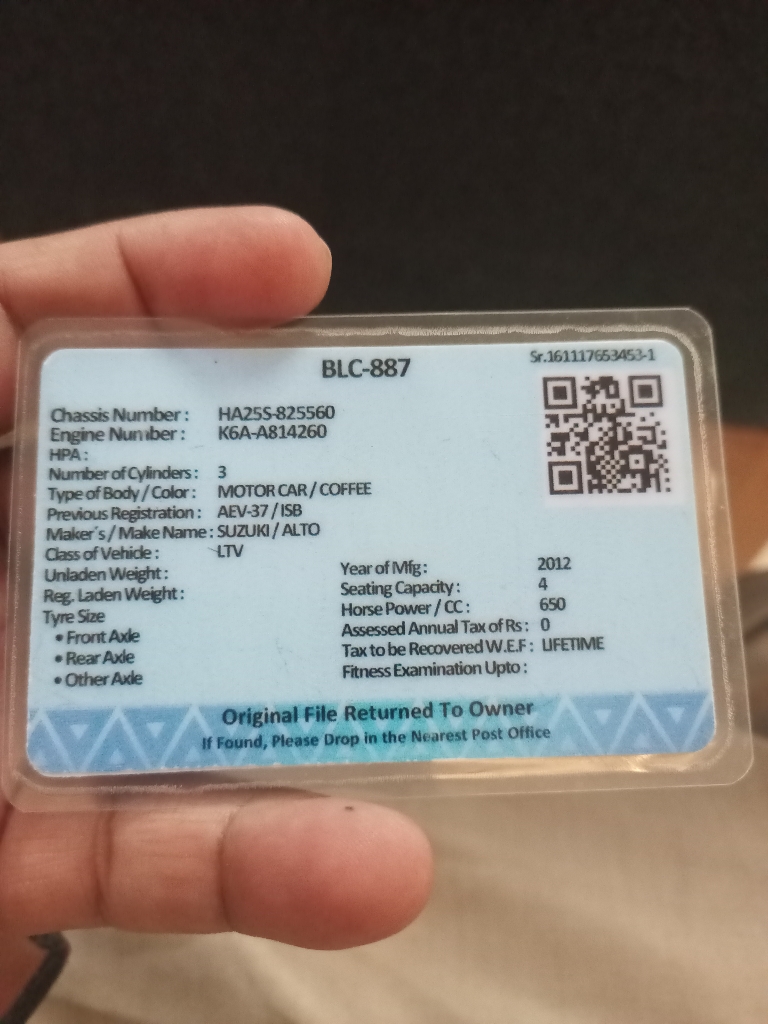 BLC-887
Sr.161117653453-1
Chassis Number : HA25S-825560
Engine Number : K6A-A814260
HPA :
Number of Cylinders : 3
Type of Body / Color : MOTOR CAR / COFFEE
Previous Registration : AEV-37 / ISB
Maker's / Make Name : SUZUKI / ALTO
Class of Vehicle : LTV
Unladen Weight :
Reg. Laden Weight :
Tyre Size
• Front Axle
• Rear Axle
• Other Axle
Year of Mfg : 2012
Seating Capacity : 4
Horse Power / CC : 650
Assessed Annual Tax of Rs : 0
Tax to be Recovered W.E.F : LIFETIME
Fitness Examination Upto :
Original File Returned To Owner
If Found, Please Drop in the Nearest Post Office